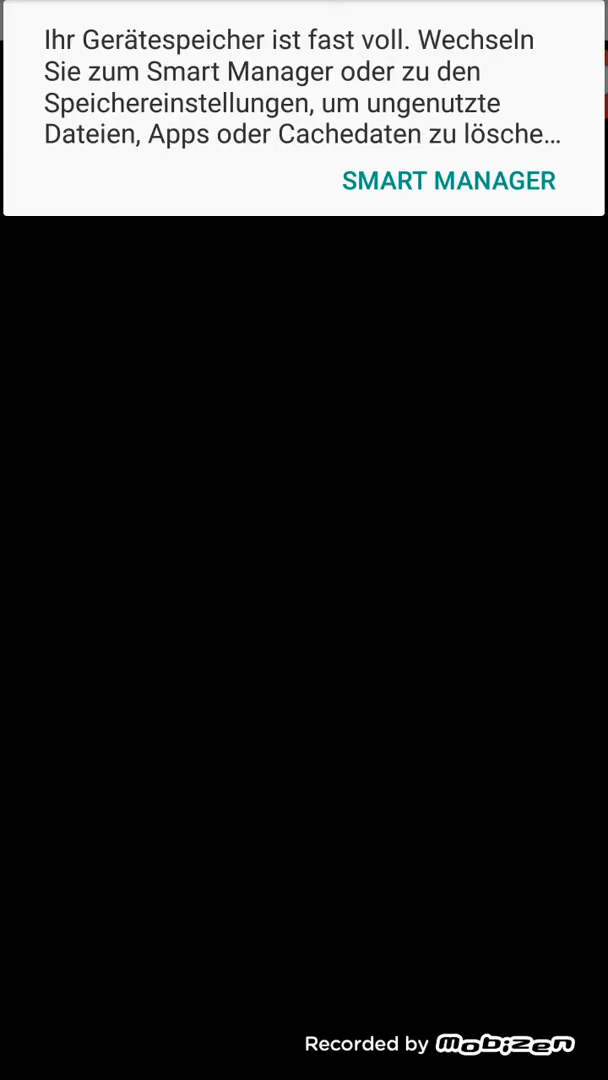 Ihr Gerätespeicher ist fast voll. Wechseln
Sie zum Smart Manager oder zu den
Speichereinstellungen, um ungenutzte
Dateien, Apps oder Cachedaten zu lösche…
SMART MANAGER
Recorded by mobizen